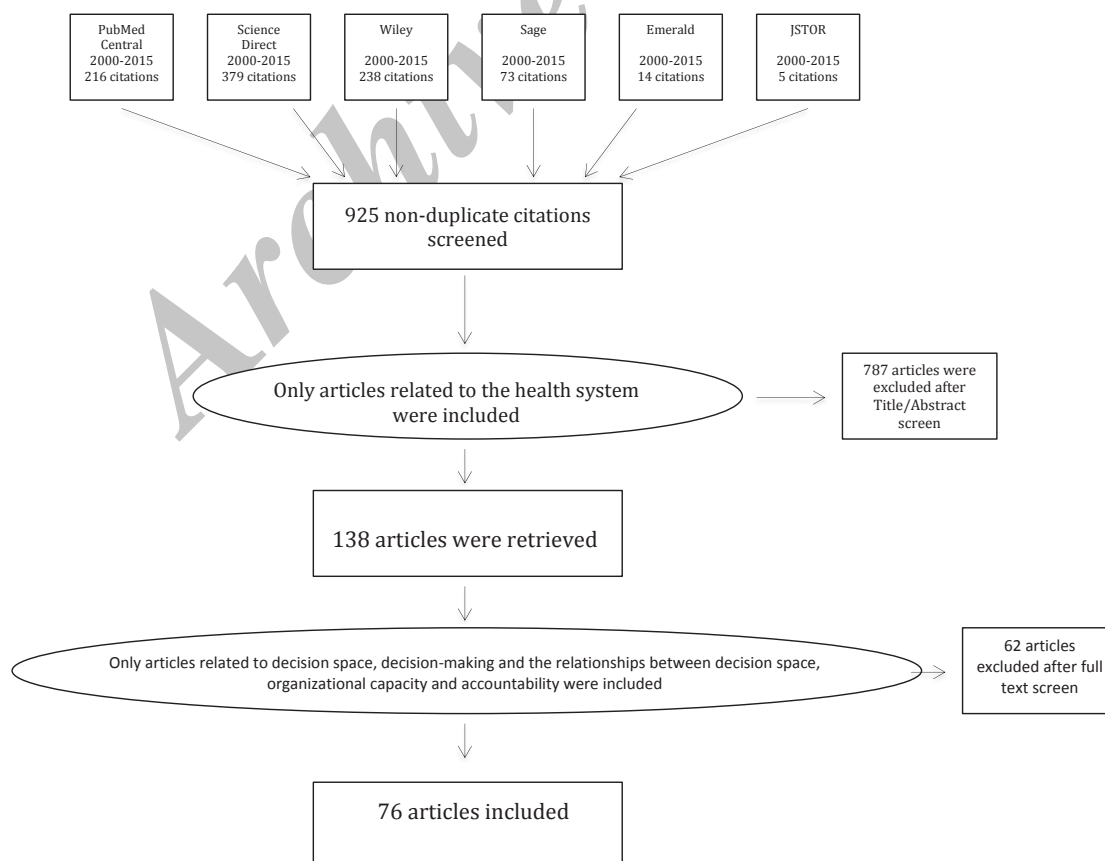 PubMed
Central
2000-2015
216 citations
Science
Direct
2000-2015
379 citations
Wiley
2000-2015
238 citations
Sage
2000-2015
73 citations
Emerald
2000-2015
14 citations
JSTOR
2000-2015
5 citations
Archive
925 non-duplicate citations
screened
Only articles related to the health system
were included
787 articles were
excluded after
Title/Abstract
screen
138 articles were retrieved
Only articles related to decision space, decision-making and the relationships between decision space,
organizational capacity and accountability were included
62 articles
excluded after full
text screen
76 articles included